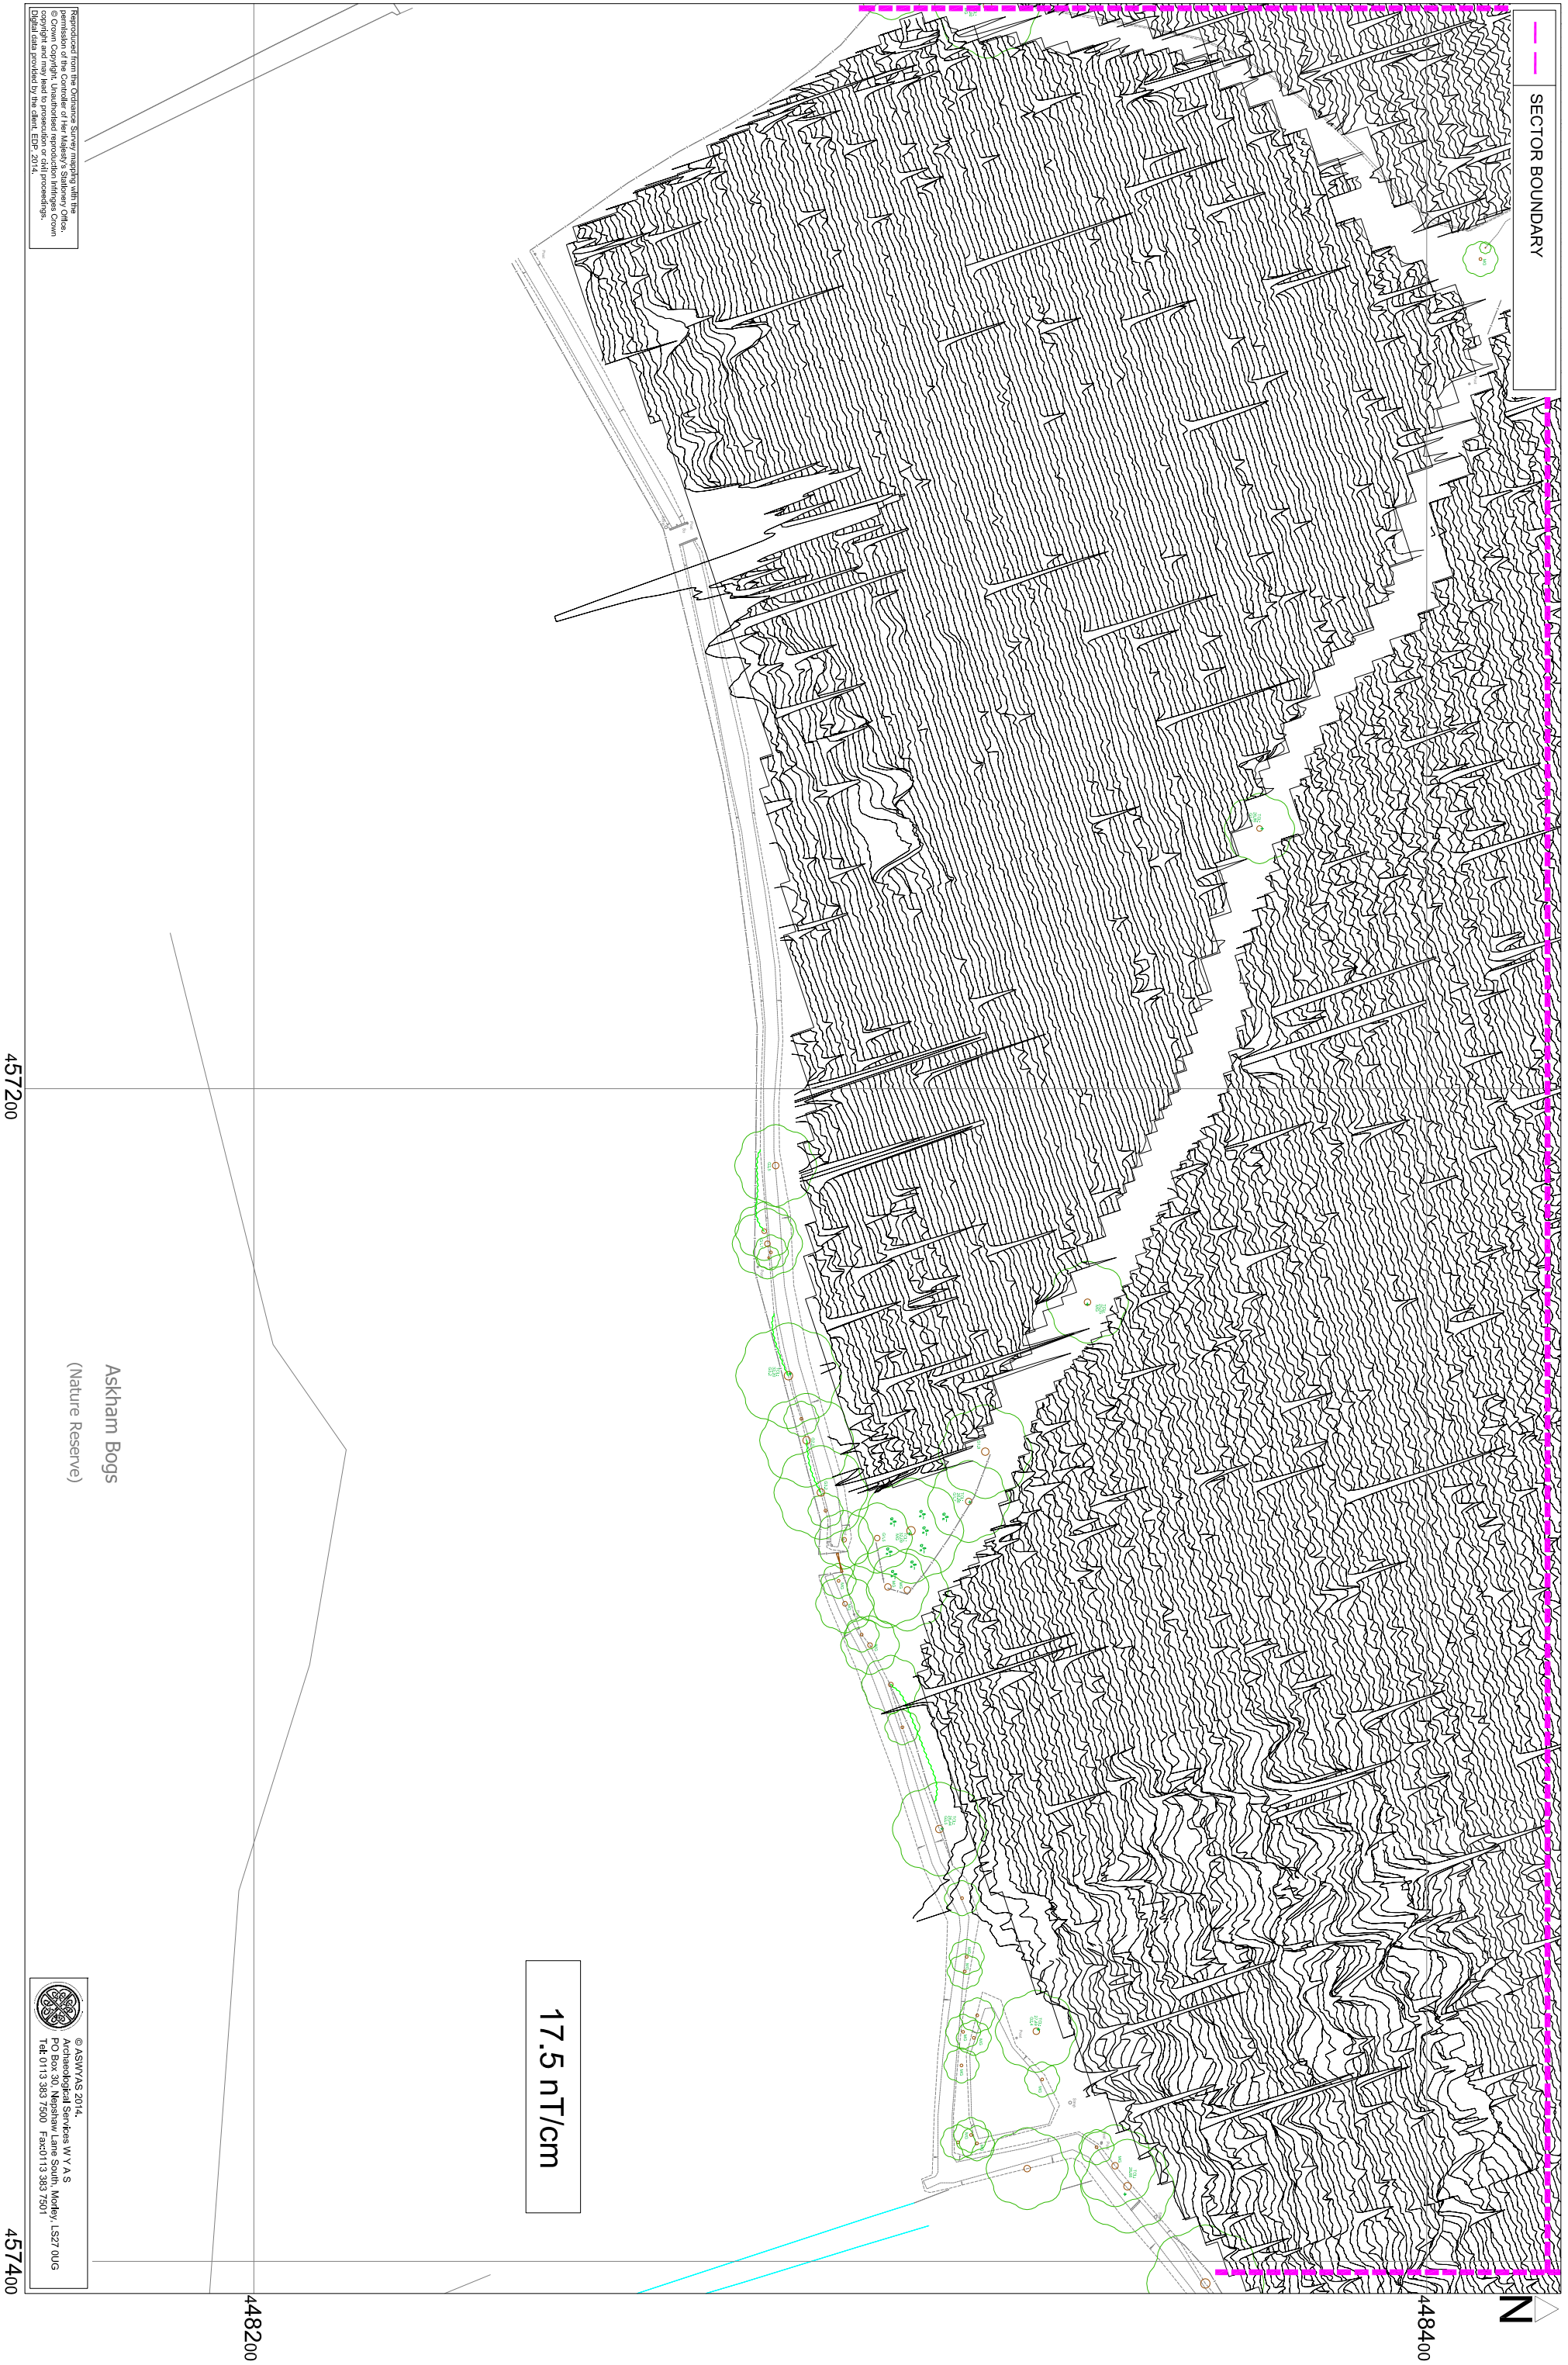 SECTOR BOUNDARY
N
448400
448200
457200
457400
Askham Bogs
(Nature Reserve)
17.5 nT/cm
Reproduced from the Ordnance Survey mapping with the
permission of the Controller of Her Majesty's Stationery Office.
© Crown Copyright. Unauthorised reproduction infringes Crown
copyright and may lead to prosecution or civil proceedings.
Digital data provided by the client, EDP, 2014.
© ASWYAS 2014.
Archaeological Services W Y A S
PO Box 30, Nepshaw Lane South, Morley, LS27 0UG
Tel: 0113 383 7500 Fax:0113 383 7501